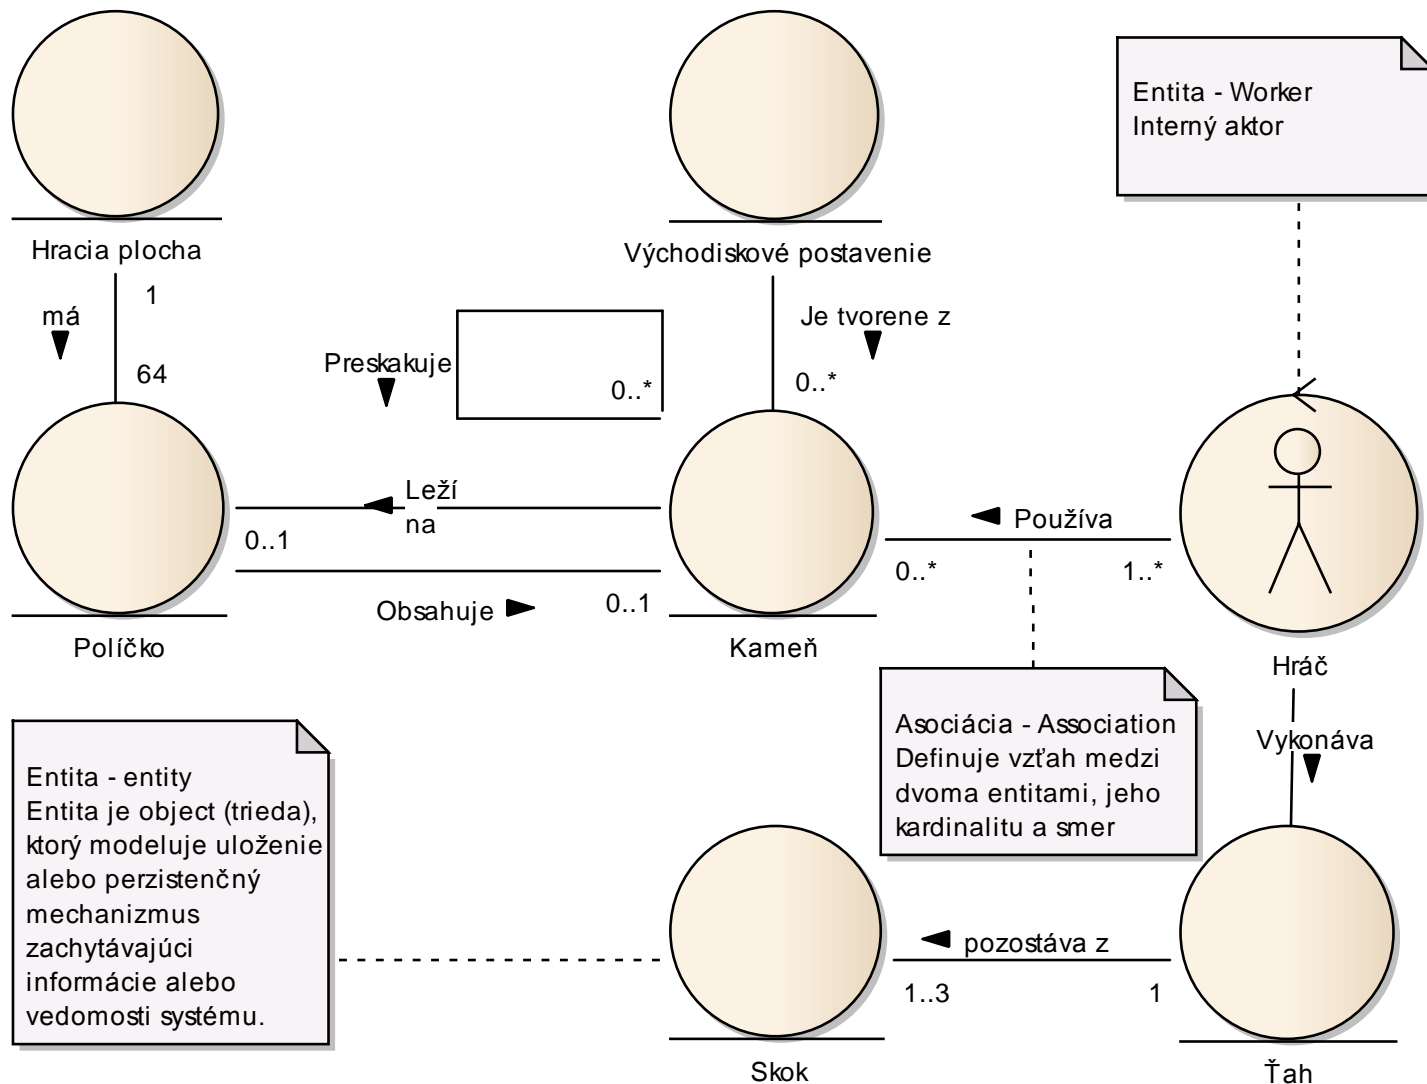 Entita - Worker
Interný aktor
Hracia plocha
Východiskové postavenie
1
má
64
Je tvorene z
Preskakuje
0..*
0..*
Leží
na
0..1
Používa
0..*
1..*
Obsahuje
0..1
Políčko
Kameň
Hráč
Asociácia - Association
Definuje vzťah medzi
dvoma entitami, jeho
kardinalitu a smer
Vykonáva
Entita - entity
Entita je object (trieda),
ktorý modeluje uloženie
alebo perzistenčný
mechanizmus
zachytávajúci
informácie alebo
vedomosti systému.
pozostáva z
1..3
1
Skok
Ťah